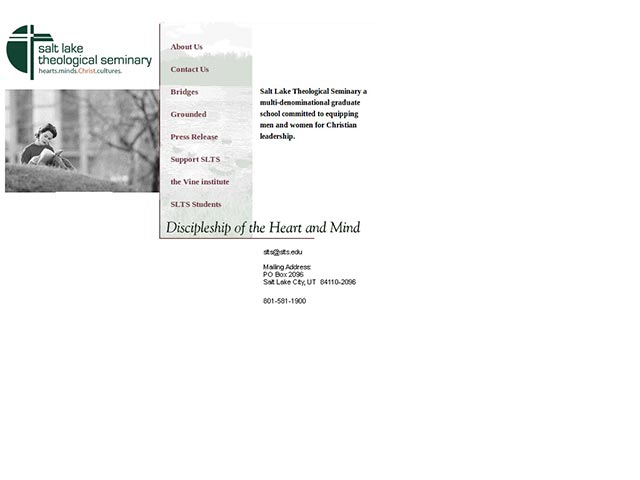 salt lake
theological seminary
hearts.minds.Christ.cultures.
About Us
Contact Us
Bridges
Grounded
Press Release
Support SLTS
the Vine institute
SLTS Students
Salt Lake Theological Seminary a
multi-denominational graduate
school committed to equipping
men and women for Christian
leadership.
Discipleship of the Heart and Mind
slts@slts.edu
Mailing Address:
PO Box 2096
Salt Lake City, UT 84110-2096
801-581-1900